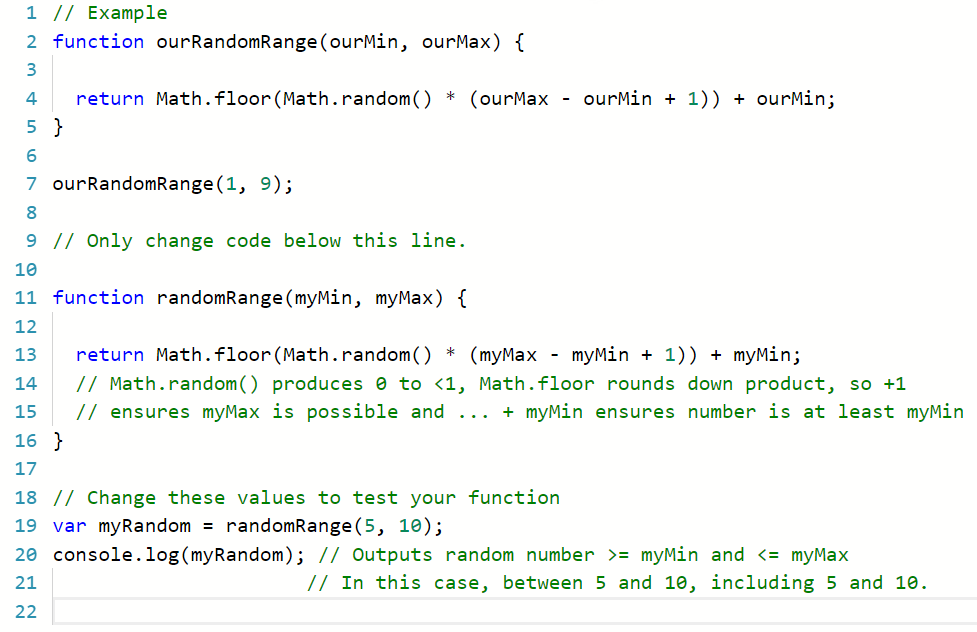 1 // Example
2 function ourRandomRange(ourMin, ourMax) {
3
4   return Math.floor(Math.random() * (ourMax - ourMin + 1)) + ourMin;
5 }
6
7 ourRandomRange(1, 9);
8
9 // Only change code below this line.
10
11 function randomRange(myMin, myMax) {
12
13   return Math.floor(Math.random() * (myMax - myMin + 1)) + myMin;
14   // Math.random() produces 0 to <1, Math.floor rounds down product, so +1
15   // ensures myMax is possible and ... + myMin ensures number is at least myMin
16 }
17
18 // Change these values to test your function
19 var myRandom = randomRange(5, 10);
20 console.log(myRandom); // Outputs random number >= myMin and <= myMax
21                       // In this case, between 5 and 10, including 5 and 10.
22